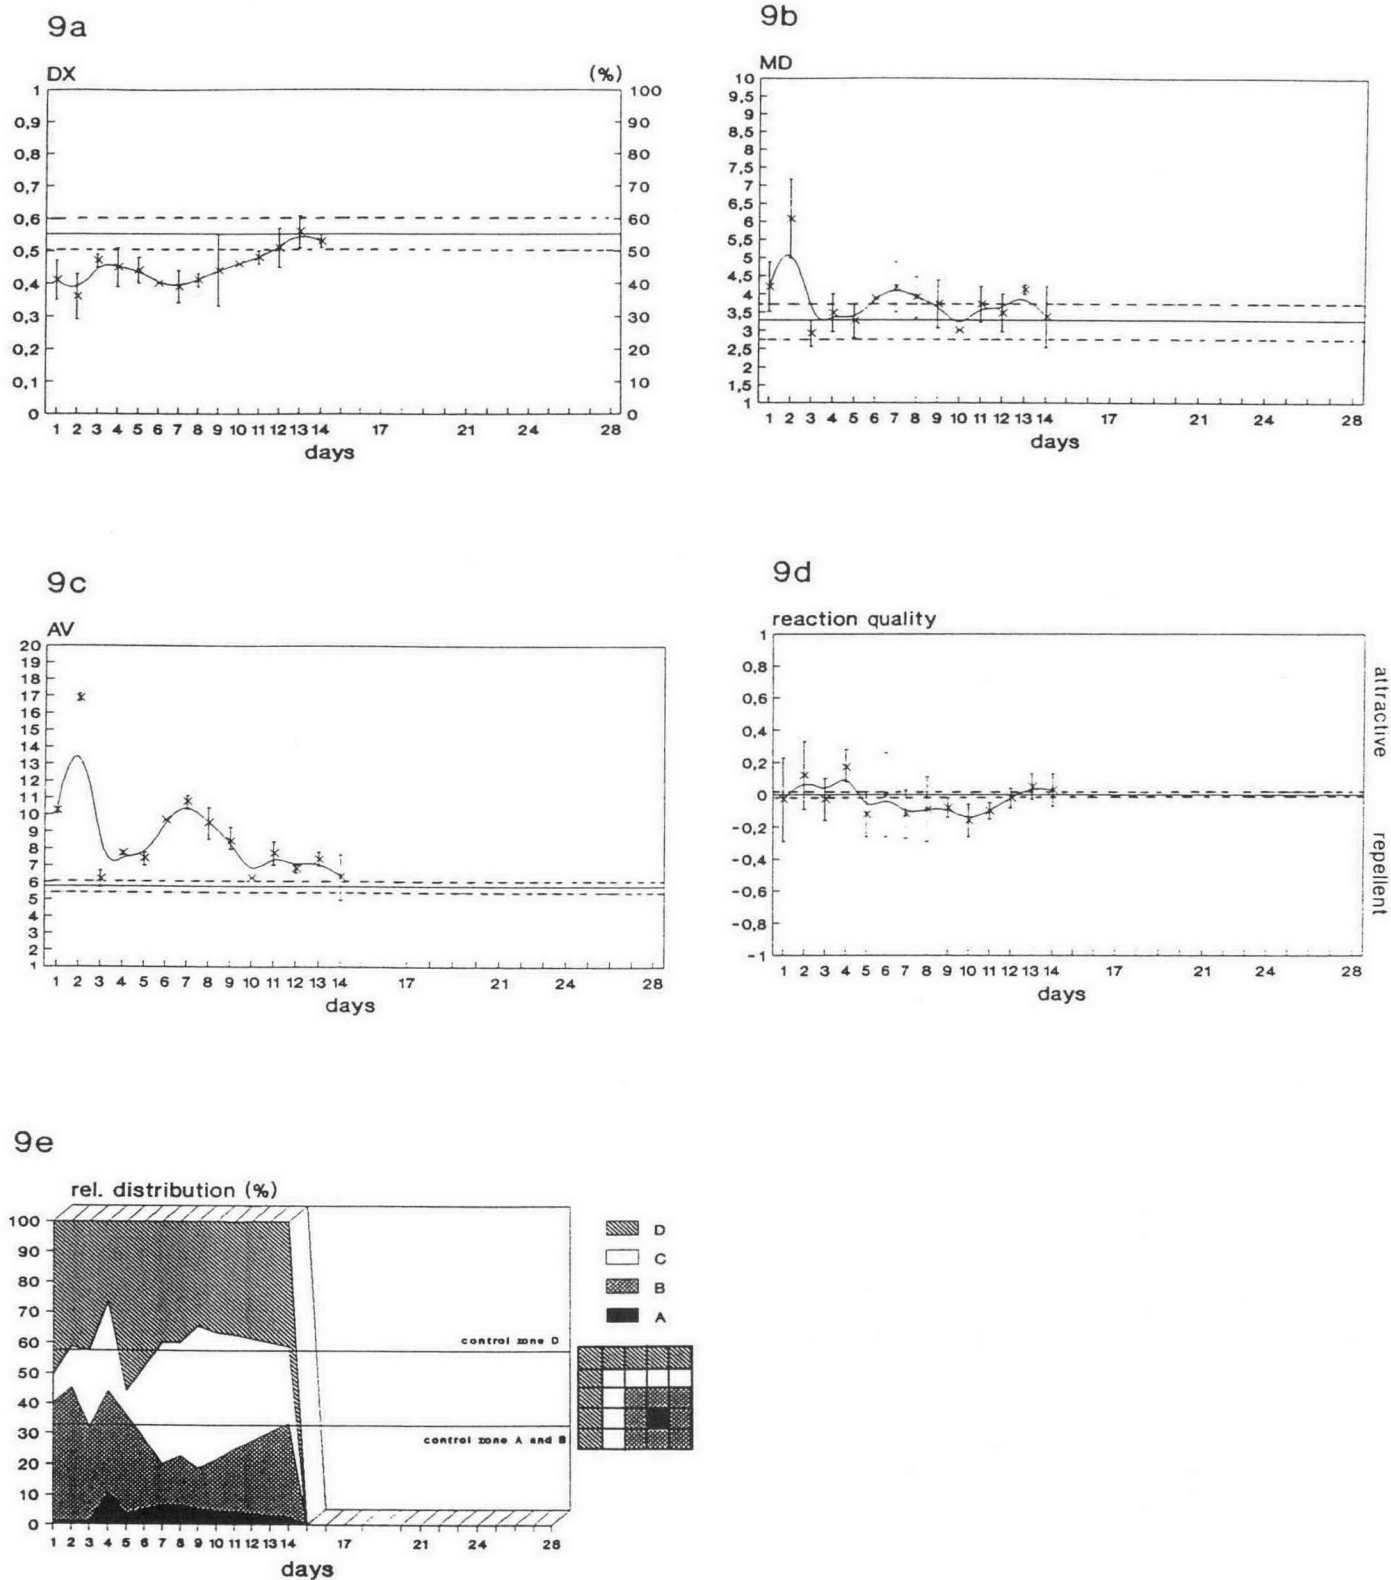 9a
DX (%)
1 100
0,9 90
0,8 80
0,7 70
0,6 60
0,5 50
0,4 40
0,3 30
0,2 20
0,1 10
0 0
1 2 3 4 5 6 7 8 9 10 11 12 13 14 17 21 24 28
days
9b
MD
10
9,5
9
8,5
8
7,5
7
6,5
6
5,5
5
4,5
4
3,5
3
2,5
2
1,5
1
1 2 3 4 5 6 7 8 9 10 11 12 13 14 17 21 24 28
days
9c
AV
20
19
18
17
16
15
14
13
12
11
10
9
8
7
6
5
4
3
2
1
1 2 3 4 5 6 7 8 9 10 11 12 13 14 17 21 24 28
days
9d
reaction quality
1
0,8
0,6
0,4
0,2
0
-0,2
-0,4
-0,6
-0,8
-1
attractive
repellent
1 2 3 4 5 6 7 8 9 10 11 12 13 14 17 21 24 28
days
9e
rel. distribution (%)
100
90
80
70
60
50
40
30
20
10
0
control zone D
control zone A and B
D
C
B
A
1 2 3 4 5 6 7 8 9 10 11 12 13 14 17 21 24 28
days